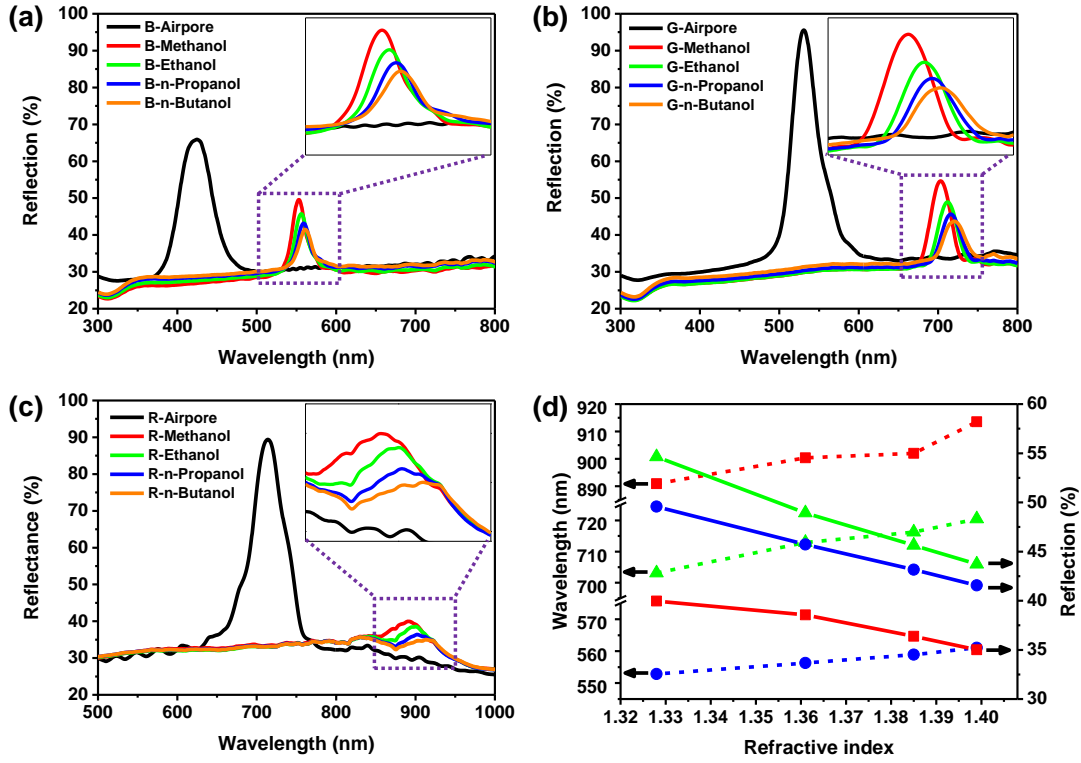 (a)
B-Airpore
B-Methanol
B-Ethanol
B-n-Propanol
B-n-Butanol
100
90
80
70
60
50
40
30
20
Reflection (%)
300 400 500 600 700 800
Wavelength (nm)
(b)
G-Airpore
G-Methanol
G-Ethanol
G-n-Propanol
G-n-Butanol
100
90
80
70
60
50
40
30
20
Reflection (%)
300 400 500 600 700 800
Wavelength (nm)
(c)
R-Airpore
R-Methanol
R-Ethanol
R-n-Propanol
R-n-Butanol
100
90
80
70
60
50
40
30
20
Reflectance (%)
500 600 700 800 900 1000
Wavelength (nm)
(d)
920
910
900
890
720
710
700
570
560
550
Wavelength (nm)
60
55
50
45
40
35
30
Reflection (%)
1.32 1.33 1.34 1.35 1.36 1.37 1.38 1.39 1.40
Refractive index